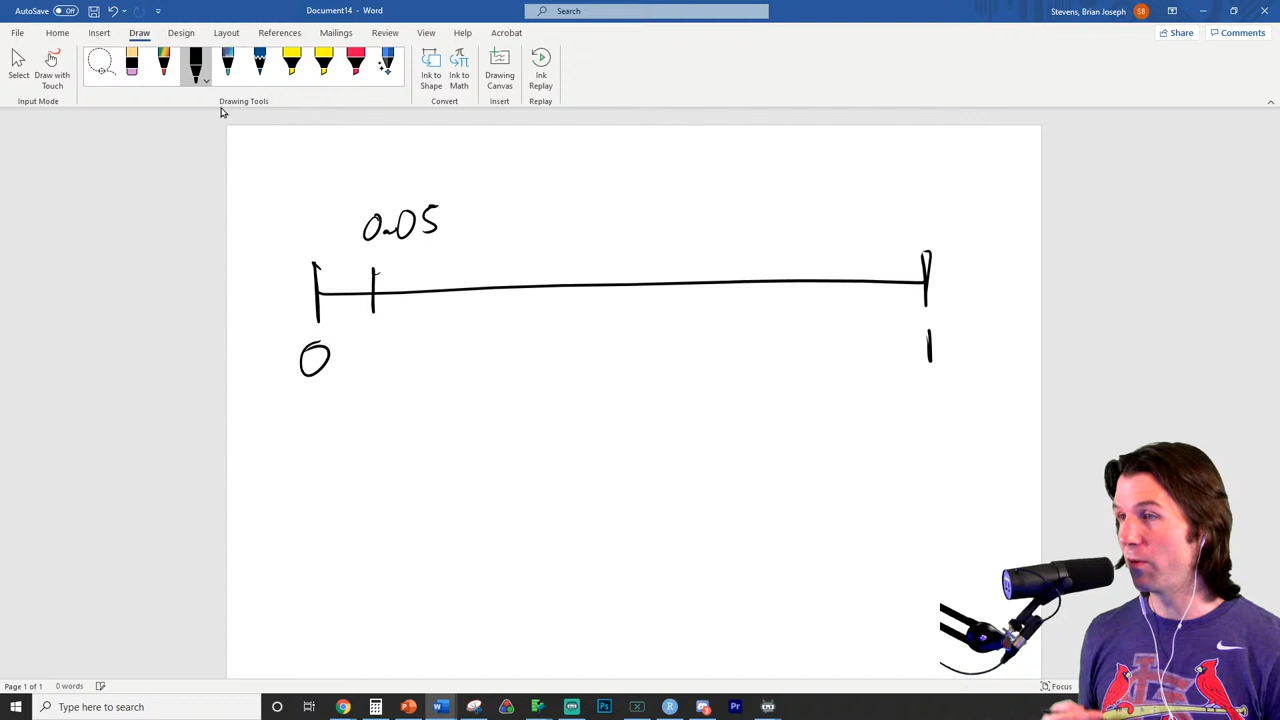 AutoSave Off
Document14 - Word
Search
Stevens, Brian Joseph
SB
File Home Insert Draw Design Layout References Mailings Review View Help Acrobat
Share Comments
Select
Draw with Touch
Ink to Shape
Ink to Math
Drawing Canvas
Ink Replay
Input Mode Drawing Tools Convert Insert Replay
0.05
0 1
Page 1 of 1 0 words
Focus
Type here to search